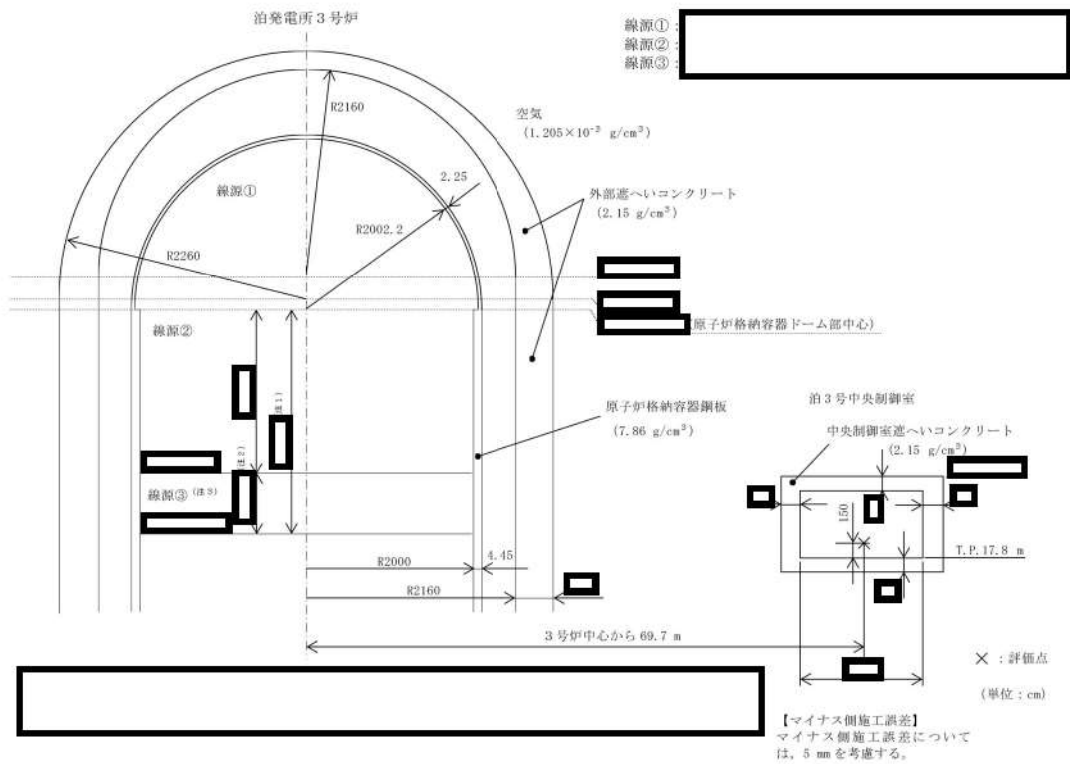 泊発電所3号炉
線源①:
線源②:
線源③:
R2160
空気
(1.205×10⁻³ g/cm³)
線源①
2.25
外部遮へいコンクリート
(2.15 g/cm³)
R2002.2
R2260
(原子炉格納容器ドーム部中心)
線源②
(注1)
(注2)
原子炉格納容器鋼板
(7.86 g/cm³)
泊3号中央制御室
中央制御室遮へいコンクリート
(2.15 g/cm³)
線源③ (注3)
150
T.P.17.8 m
4.45
R2000
R2160
3号炉中心から 69.7 m
× :評価点
(単位:cm)
【マイナス側施工誤差】
マイナス側施工誤差について
は,5 mmを考慮する。